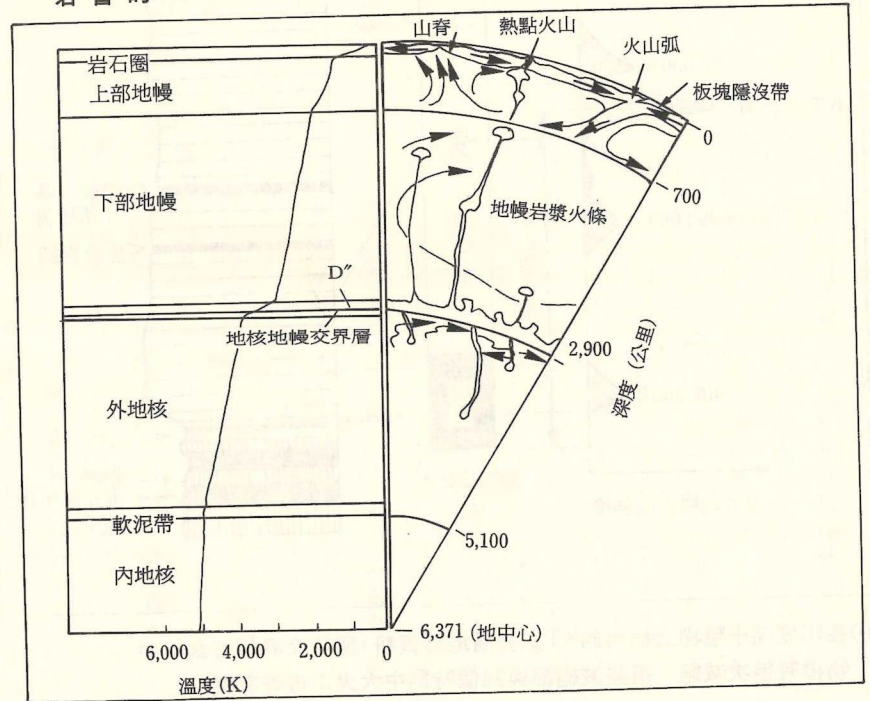 山脊
熱點火山
火山弧
板塊隱沒帶
岩石圈
上部地幔
0
700
下部地幔
地幔岩漿火條
D″
地核地幔交界層
2,900
深度 (公里)
外地核
軟泥帶
5,100
內地核
6,371 (地中心)
6,000 4,000 2,000 0
溫度(K)